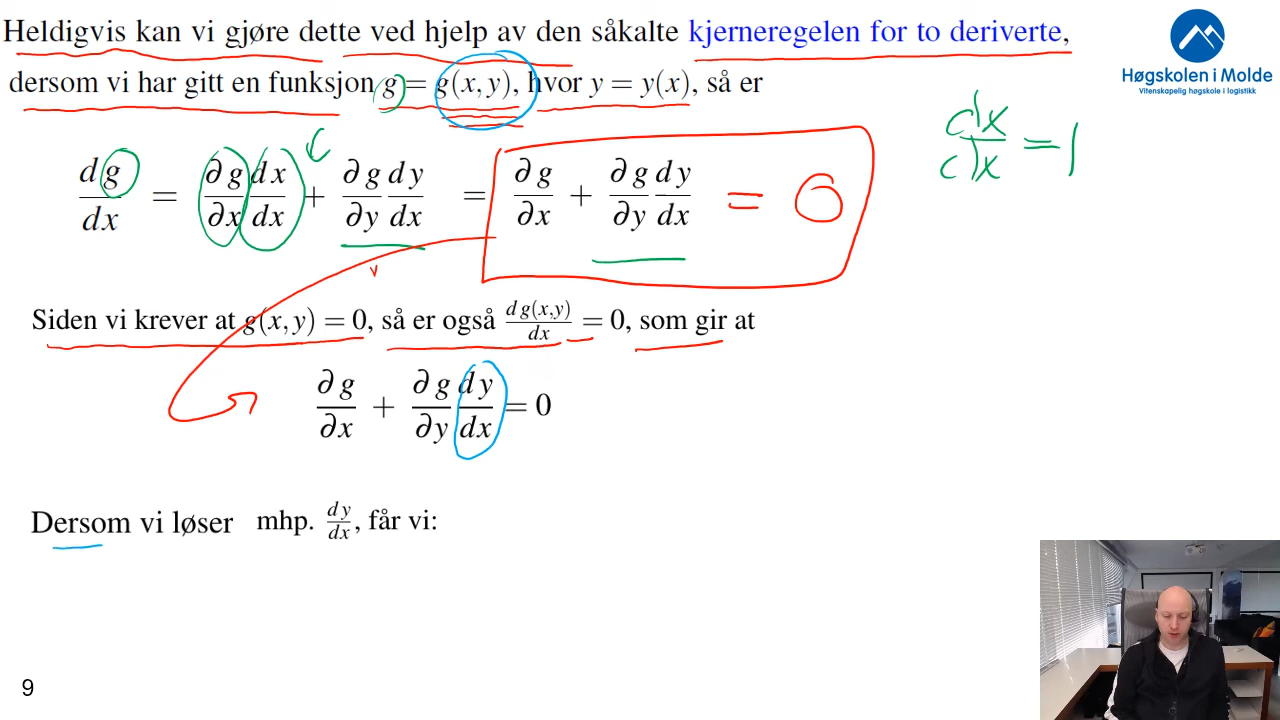 Heldigvis kan vi gjøre dette ved hjelp av den såkalte kjerneregelen for to deriverte,
dersom vi har gitt en funksjon g = g(x, y), hvor y = y(x), så er
Høgskolen i Molde
Vitenskapelig høgskole i logistikk
dx/dx = 1
dg/dx = ∂g/∂x dx/dx + ∂g/∂y dy/dx = ∂g/∂x + ∂g/∂y dy/dx = 0
Siden vi krever at g(x, y) = 0, så er også dg(x,y)/dx = 0, som gir at
∂g/∂x + ∂g/∂y dy/dx = 0
Dersom vi løser mhp. dy/dx, får vi:
9